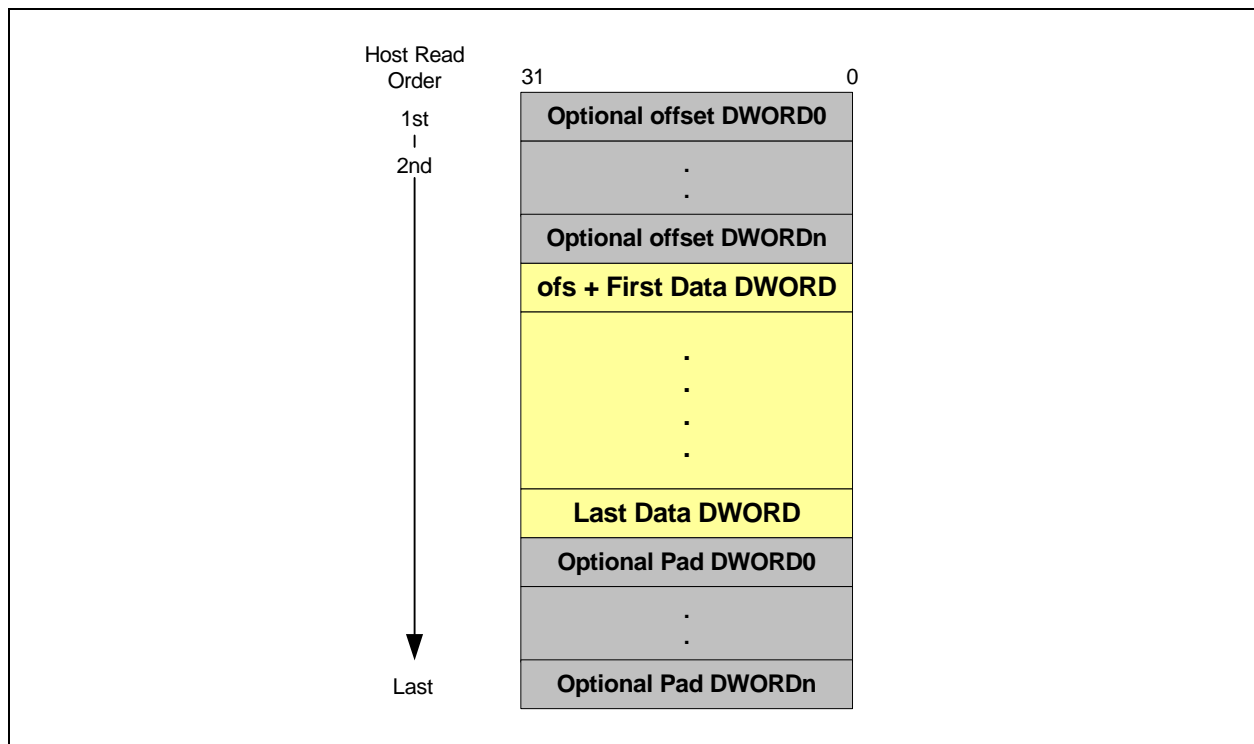 Host Read
Order
31 0
1st
2nd
Last
Optional offset DWORD0
.
.
Optional offset DWORDn
ofs + First Data DWORD
.
.
.
.
Last Data DWORD
Optional Pad DWORD0
.
.
Optional Pad DWORDn